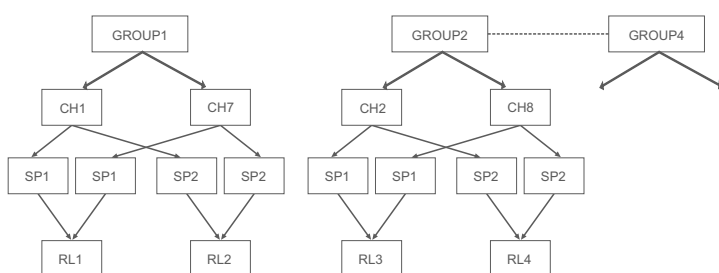 GROUP1 GROUP2 GROUP4
CH1 CH7 CH2 CH8
SP1 SP1 SP2 SP2 SP1 SP1 SP2 SP2
RL1 RL2 RL3 RL4